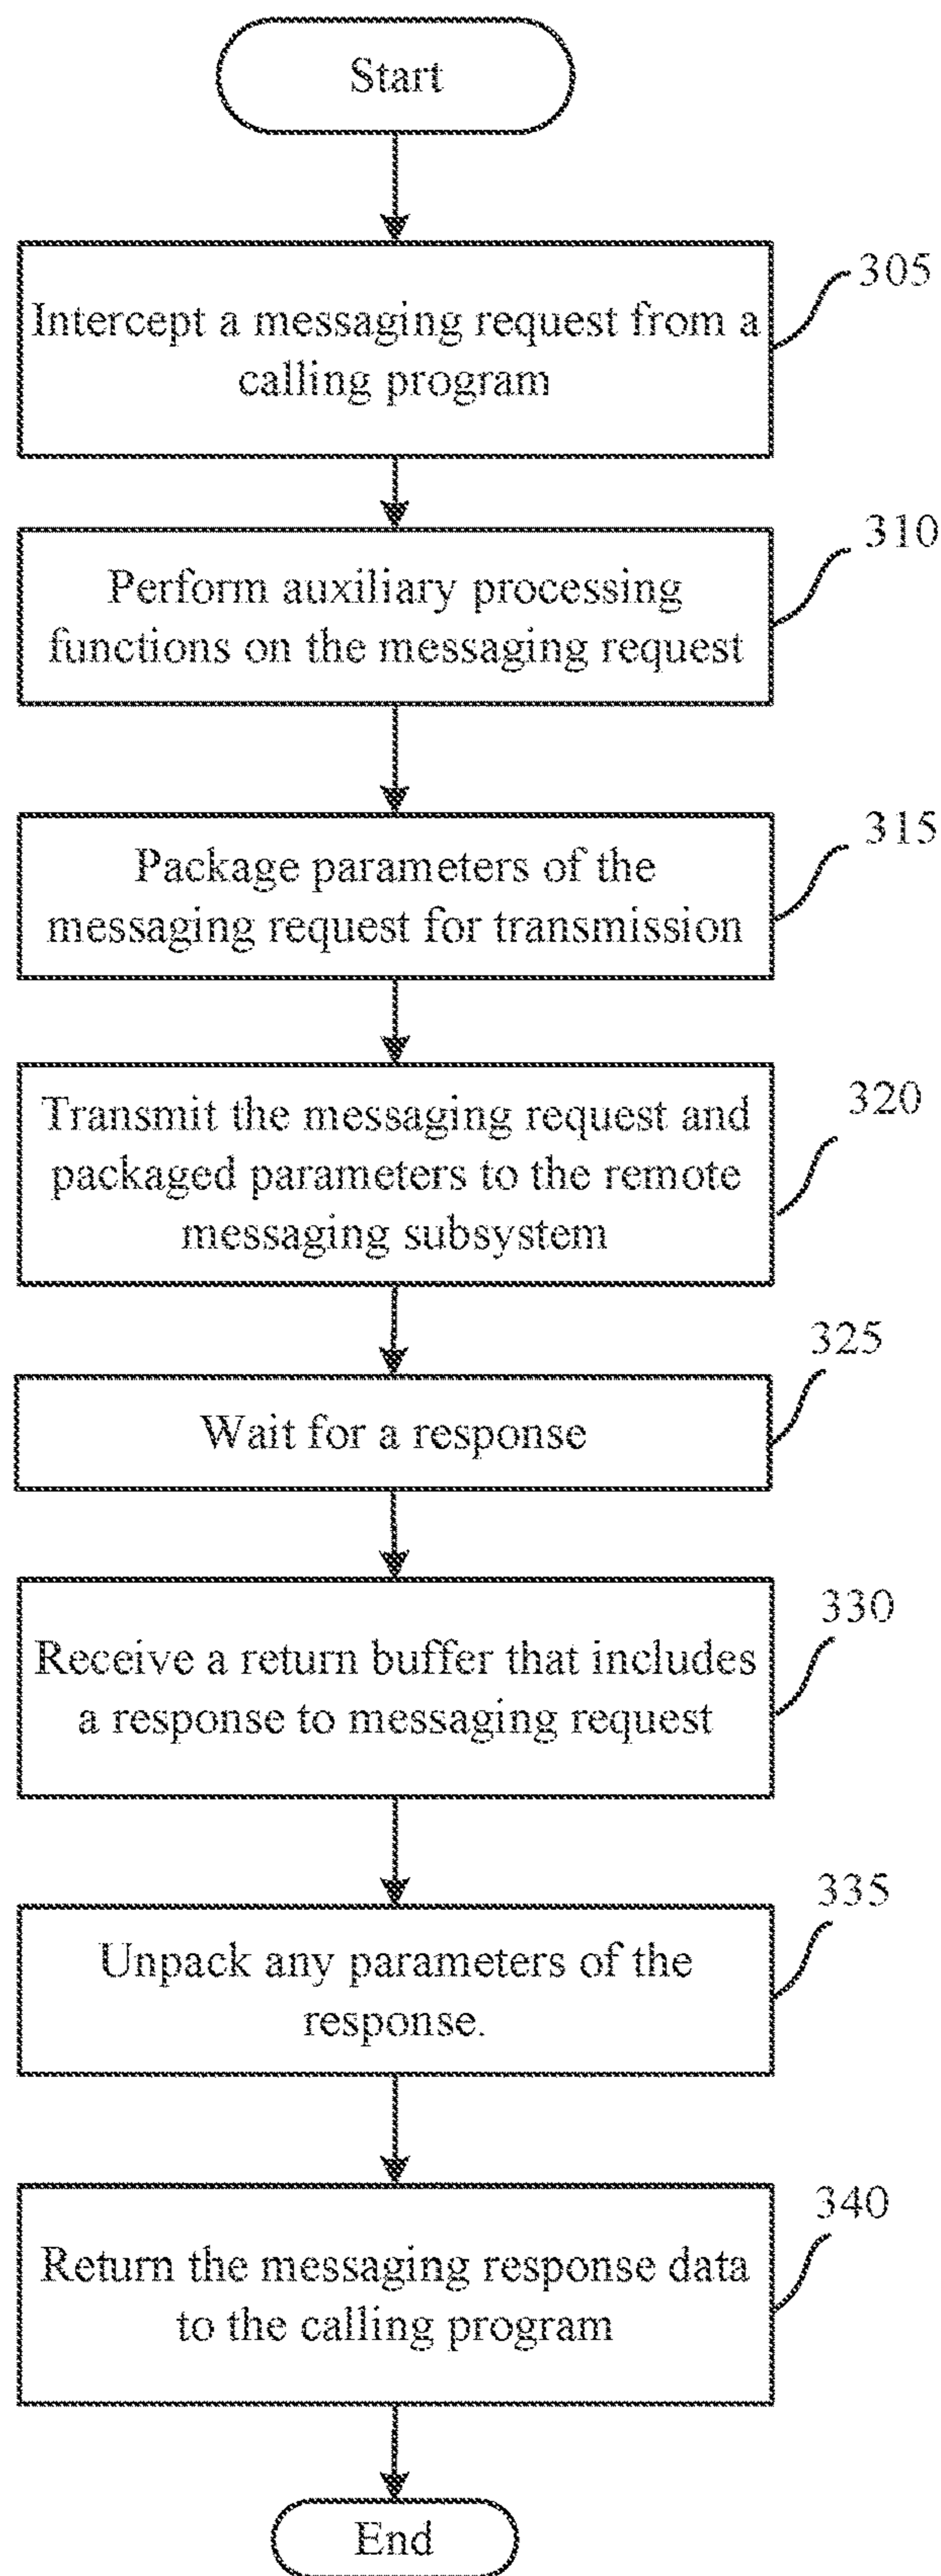 Start
305
Intercept a messaging request from a
calling program
310
Perform auxiliary processing
functions on the messaging request
315
Package parameters of the
messaging request for transmission
320
Transmit the messaging request and
packaged parameters to the remote
messaging subsystem
325
Wait for a response
330
Receive a return buffer that includes
a response to messaging request
335
Unpack any parameters of the
response.
340
Return the messaging response data
to the calling program
End